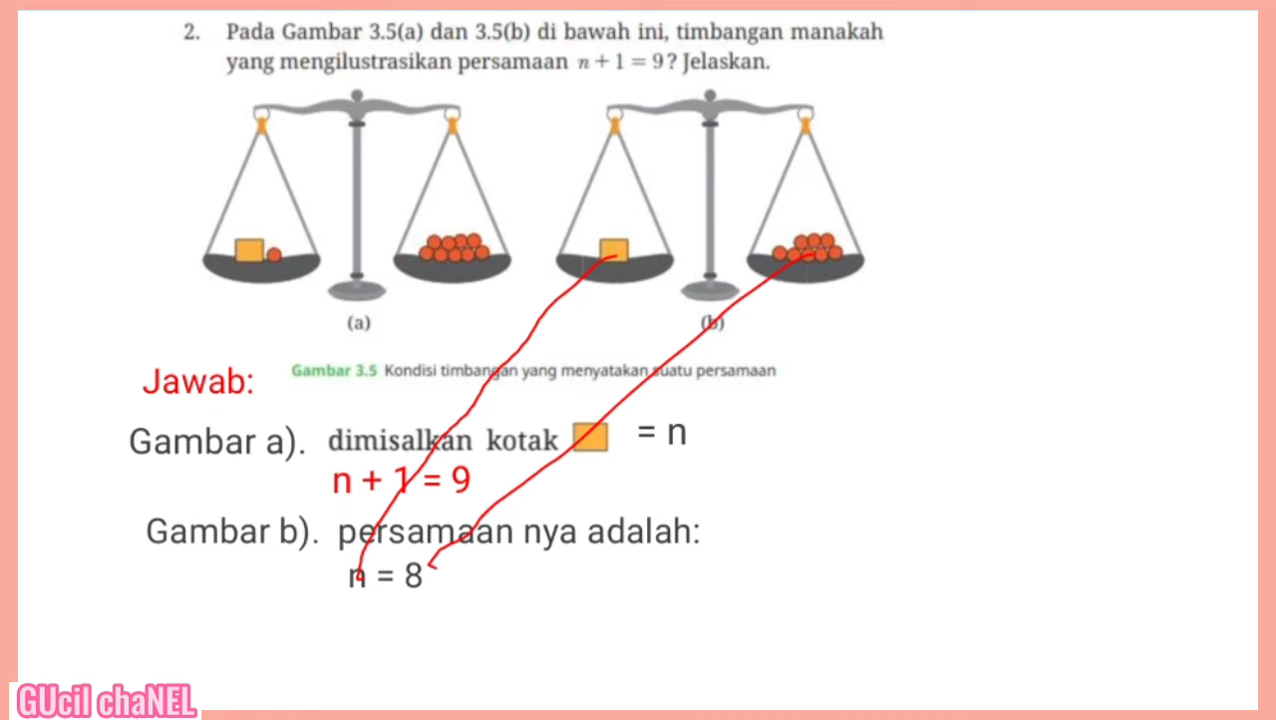 2. Pada Gambar 3.5(a) dan 3.5(b) di bawah ini, timbangan manakah
yang mengilustrasikan persamaan n + 1 = 9? Jelaskan.
(a)
(b)
Gambar 3.5 Kondisi timbangan yang menyatakan suatu persamaan
Jawab:
Gambar a). dimisalkan kotak = n
n + 1 = 9
Gambar b). persamaan nya adalah:
n = 8
GUcil chaNEL